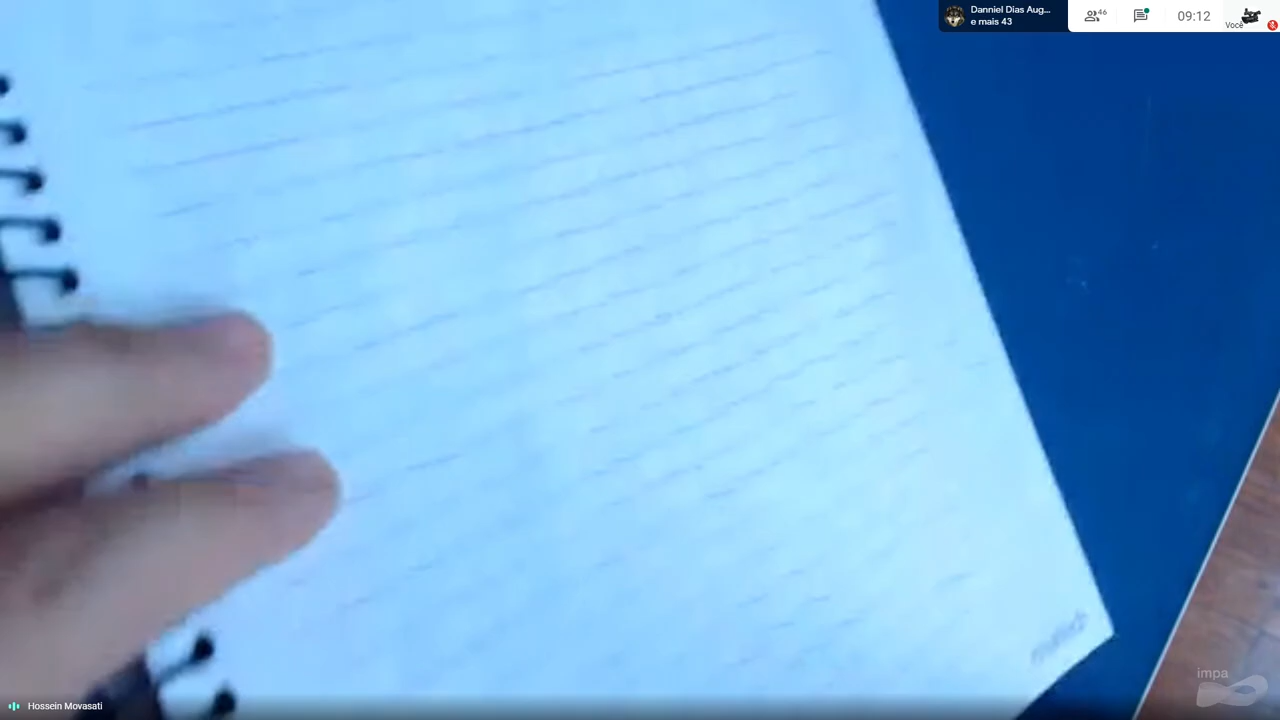 Danniel Dias Aug...
e mais 43
46
09:12
Você
impa
Hossein Movasati